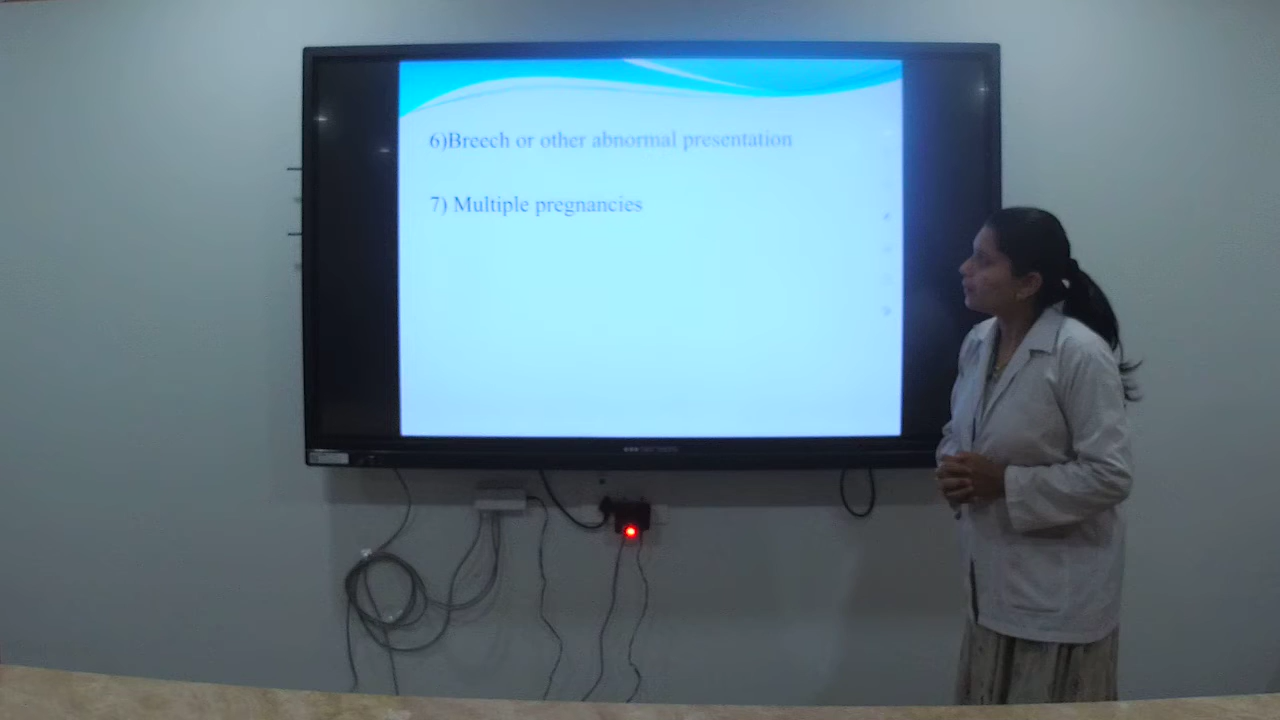 6)Breech or other abnormal presentation
7) Multiple pregnancies